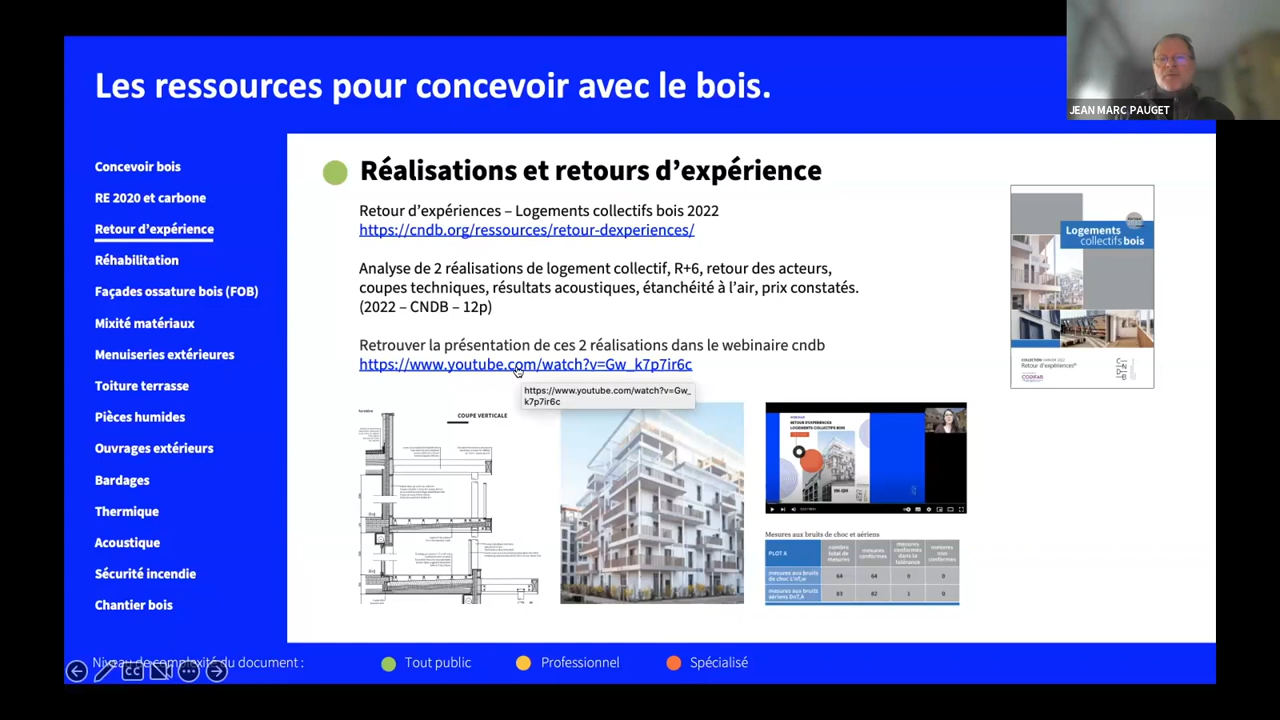 Les ressources pour concevoir avec le bois.
JEAN MARC PAUGET
Concevoir bois
RE 2020 et carbone
Retour d'expérience
Réhabilitation
Façades ossature bois (FOB)
Mixité matériaux
Menuiseries extérieures
Toiture terrasse
Pièces humides
Ouvrages extérieurs
Bardages
Thermique
Acoustique
Sécurité incendie
Chantier bois
Réalisations et retours d'expérience
Retour d'expériences – Logements collectifs bois 2022
https://cndb.org/ressources/retour-dexperiences/
Analyse de 2 réalisations de logement collectif, R+6, retour des acteurs,
coupes techniques, résultats acoustiques, étanchéité à l'air, prix constatés.
(2022 – CNDB – 12p)
Retrouver la présentation de ces 2 réalisations dans le webinaire cndb
https://www.youtube.com/watch?v=Gw_k7p7ir6c
https://www.youtube.com/watch?v=Gw_
k7p7ir6c
Logements
collectifs bois
Retour d'expériences
CODIFAB
COUPE VERTICALE
RETOUR D'EXPÉRIENCES
LOGEMENTS COLLECTIFS BOIS
Mesures aux bruits de choc et aériens
PLOT A
nombre
total de
mesures
mesures
conformes
mesures
conformes
dans la
tolérance
mesures
non
conformes
mesures aux bruits
de choc L'nT,w
64
64
0
0
mesures aux bruits
aériens DnT,A
83
82
1
0
Niveau de complexité du document :
Tout public
Professionnel
Spécialisé
CC